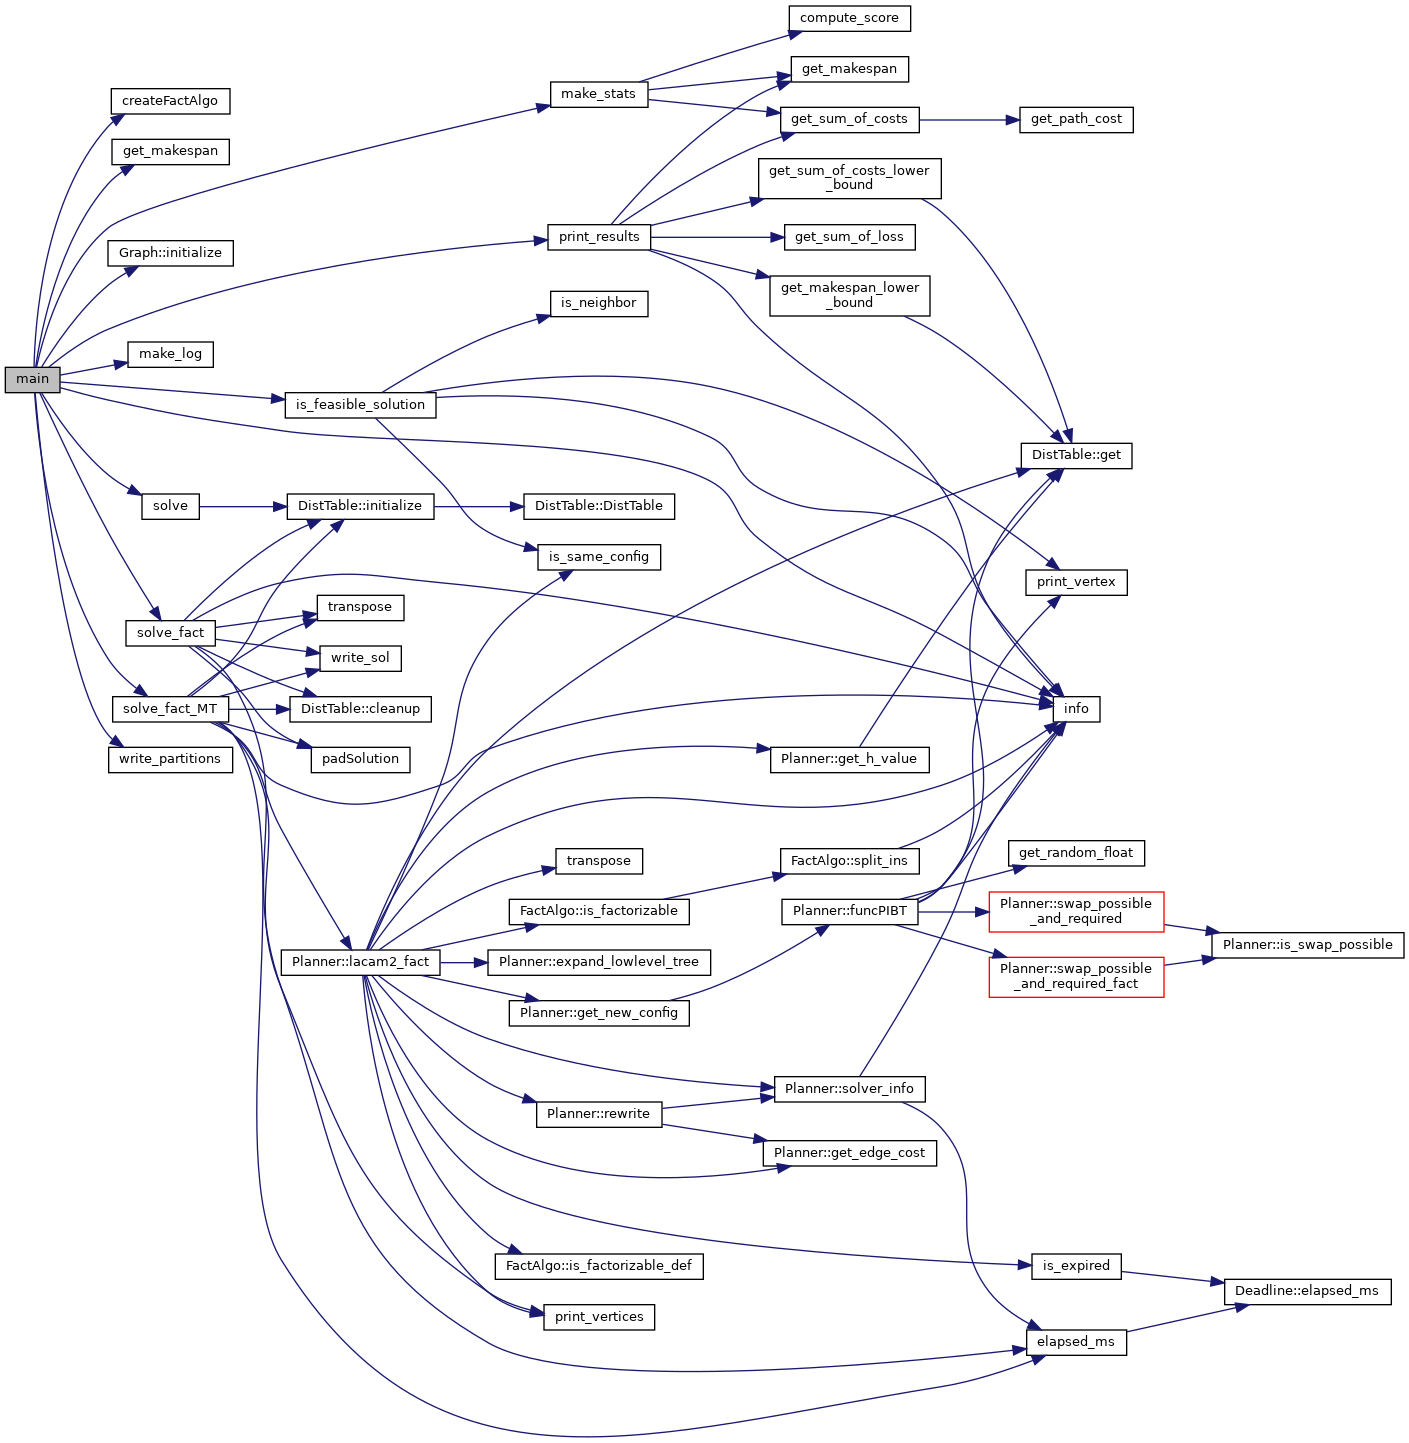 compute_score
get_makespan
make_stats
createFactAlgo
get_sum_of_costs
get_path_cost
get_makespan
get_sum_of_costs_lower
_bound
print_results
get_sum_of_loss
Graph::initialize
get_makespan_lower
_bound
is_neighbor
make_log
main
is_feasible_solution
DistTable::get
solve
DistTable::initialize
DistTable::DistTable
is_same_config
print_vertex
transpose
solve_fact
write_sol
solve_fact_MT
DistTable::cleanup
info
write_partitions
padSolution
Planner::get_h_value
transpose
FactAlgo::split_ins
get_random_float
FactAlgo::is_factorizable
Planner::funcPIBT
Planner::swap_possible
_and_required
Planner::is_swap_possible
Planner::lacam2_fact
Planner::expand_lowlevel_tree
Planner::swap_possible
_and_required_fact
Planner::get_new_config
Planner::solver_info
Planner::rewrite
Planner::get_edge_cost
FactAlgo::is_factorizable_def
is_expired
Deadline::elapsed_ms
print_vertices
elapsed_ms